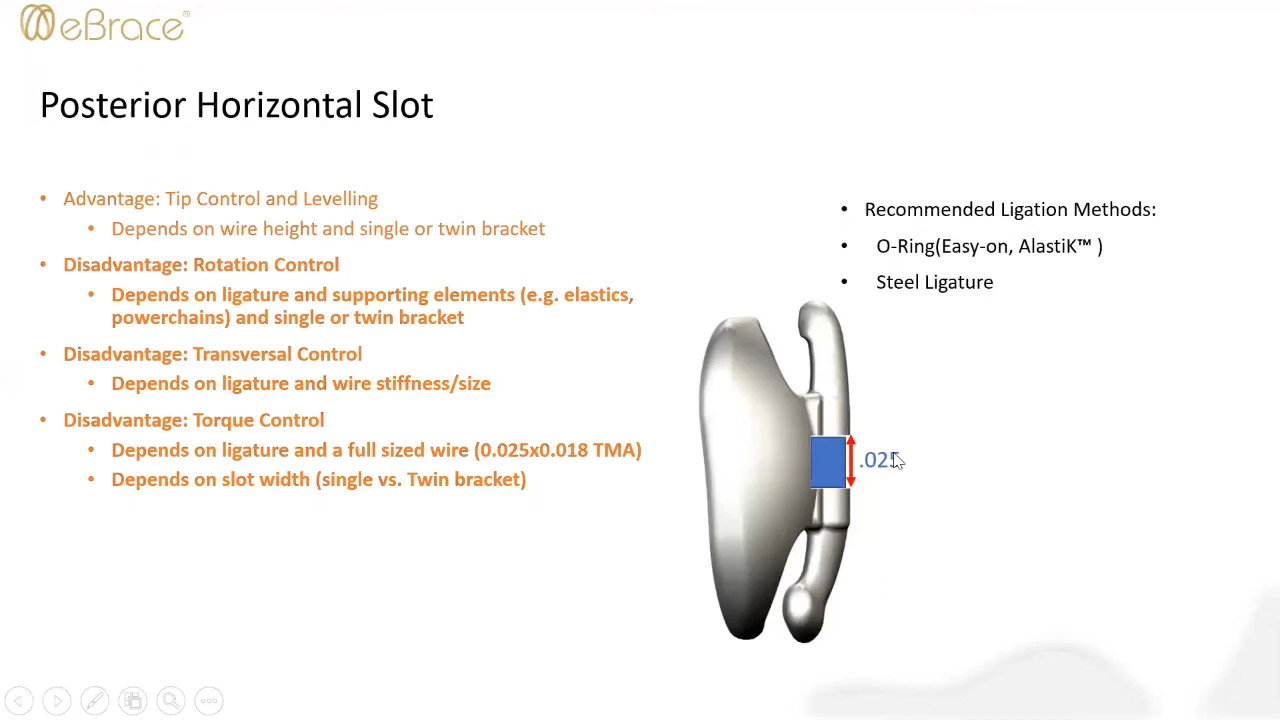 eBrace®
Posterior Horizontal Slot
• Advantage: Tip Control and Levelling
• Depends on wire height and single or twin bracket
• Disadvantage: Rotation Control
• Depends on ligature and supporting elements (e.g. elastics,
powerchains) and single or twin bracket
• Disadvantage: Transversal Control
• Depends on ligature and wire stiffness/size
• Disadvantage: Torque Control
• Depends on ligature and a full sized wire (0.025x0.018 TMA)
• Depends on slot width (single vs. Twin bracket)
• Recommended Ligation Methods:
• O-Ring(Easy-on, AlastiK™ )
• Steel Ligature
.025